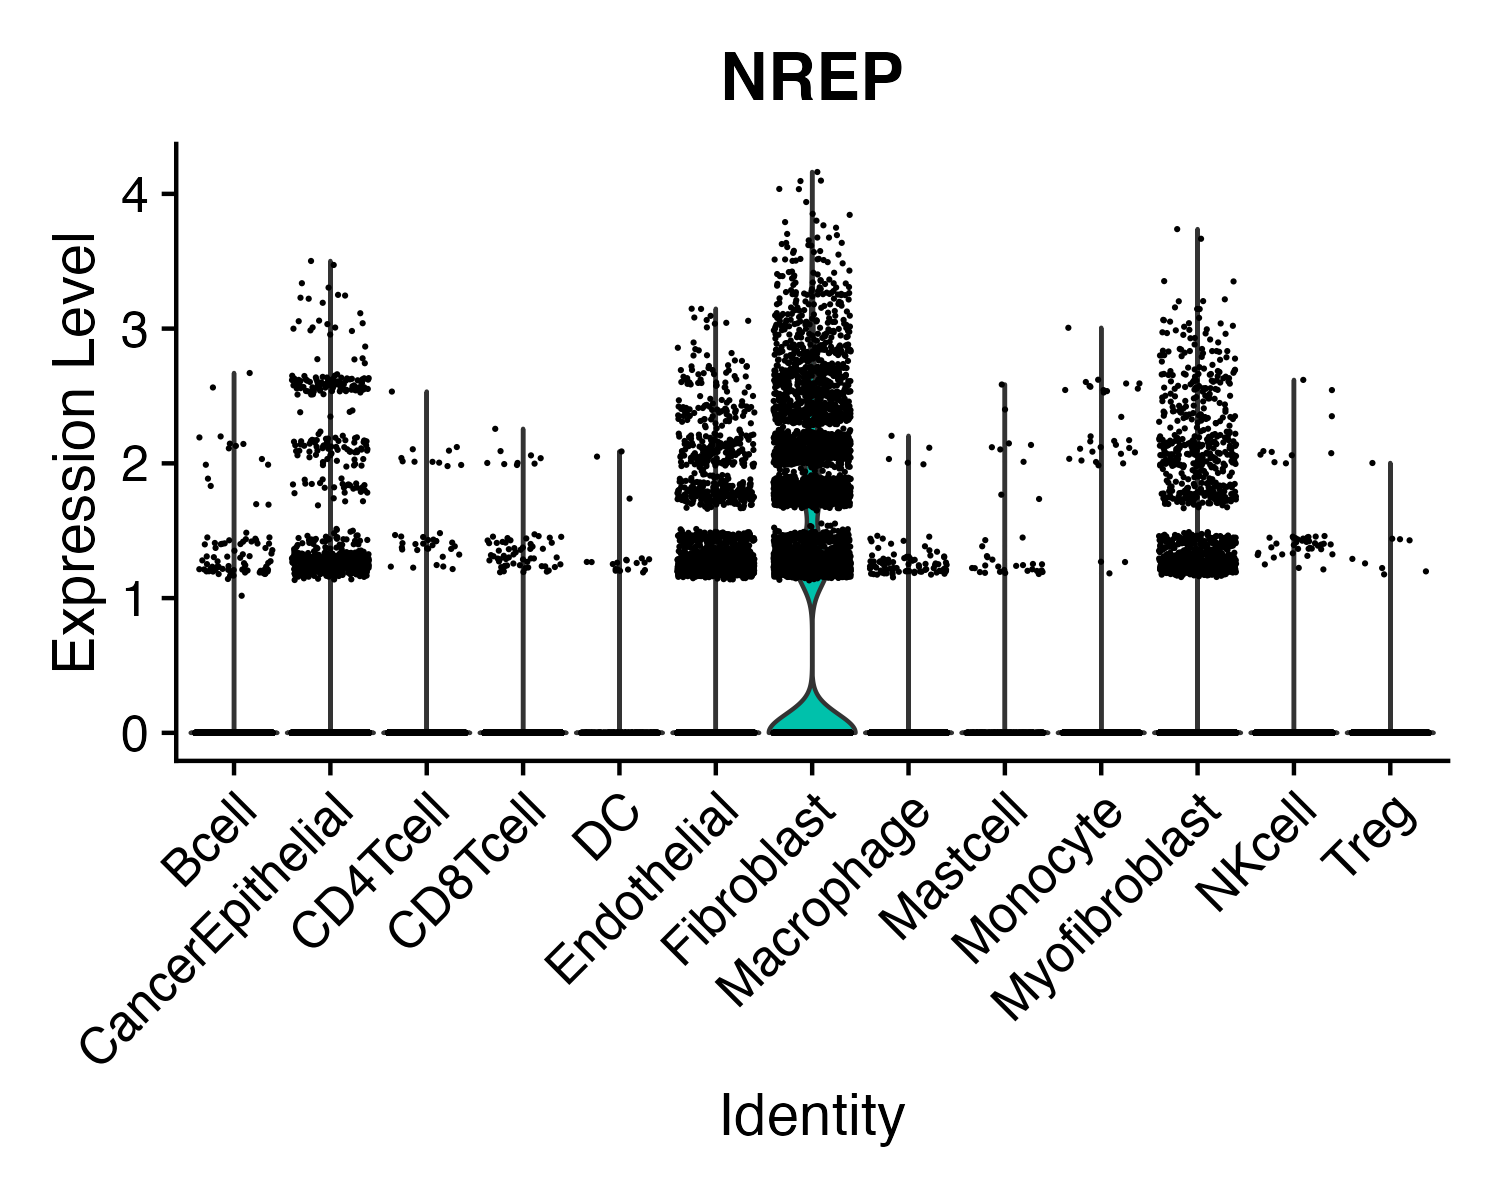 NREP
Expression Level
4
3
2
1
0
Bcell
CancerEpithelial
CD4Tcell
CD8Tcell
DC
Endothelial
Fibroblast
Macrophage
Mastcell
Monocyte
Myofibroblast
NKcell
Treg
Identity